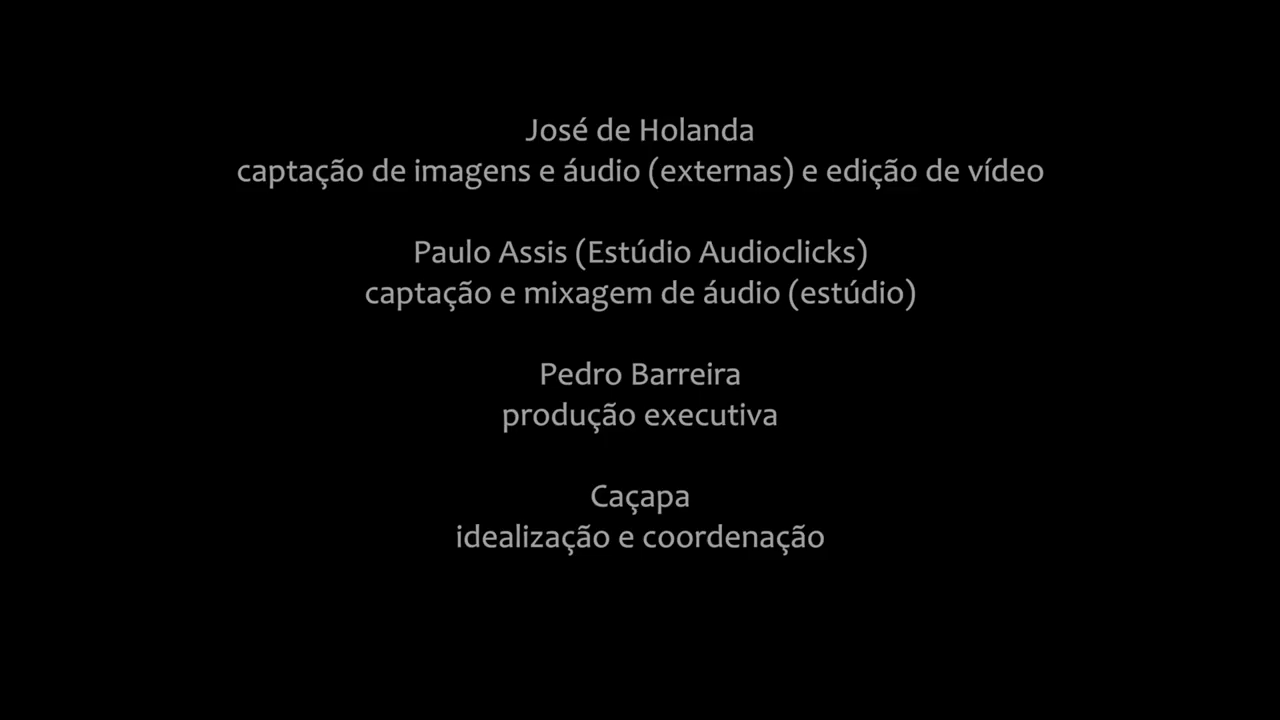 José de Holanda
captação de imagens e áudio (externas) e edição de vídeo
Paulo Assis (Estúdio Audioclicks)
captação e mixagem de áudio (estúdio)
Pedro Barreira
produção executiva
Caçapa
idealização e coordenação